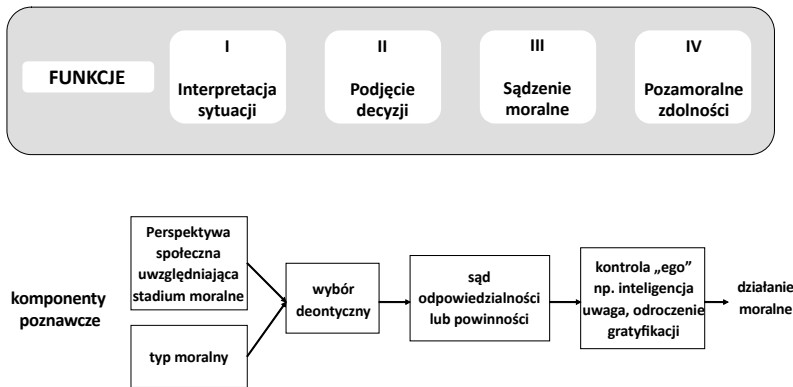 FUNKCJE
I
Interpretacja
sytuacji
II
Podjęcie
decyzji
III
Sądzenie
moralne
IV
Pozamoralne
zdolności
komponenty
poznawcze
Perspektywa
społeczna
uwzględniająca
stadium moralne
typ moralny
wybór
deontyczny
sąd
odpowiedzialności
lub powinności
kontrola „ego”
np. inteligencja
uwaga, odroczenie
gratyfikacji
działanie
moralne